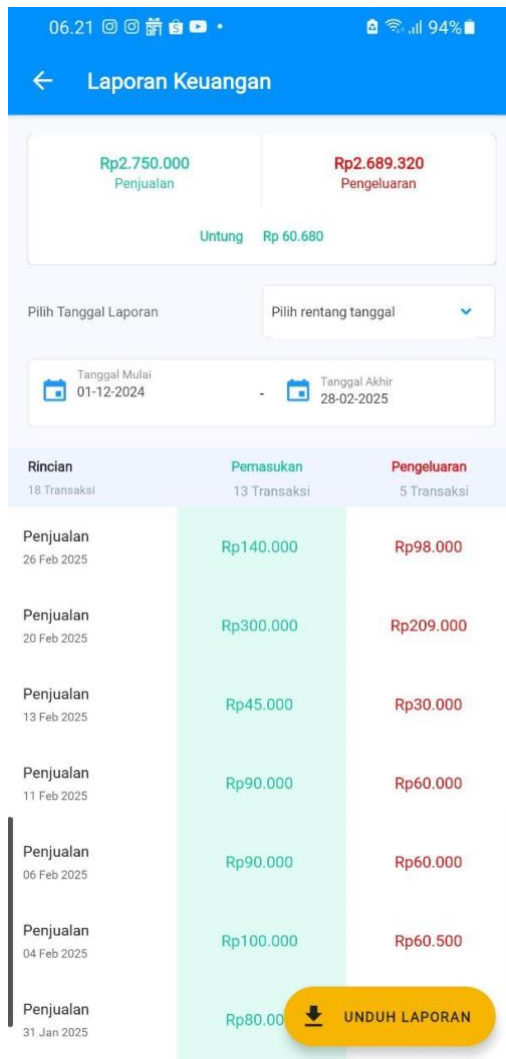 06.21
94%
Laporan Keuangan
Rp2.750.000 Rp2.689.320
Penjualan Pengeluaran
Untung Rp 60.680
Pilih Tanggal Laporan Pilih rentang tanggal
Tanggal Mulai Tanggal Akhir
01-12-2024 - 28-02-2025
Rincian Pemasukan Pengeluaran
18 Transaksi 13 Transaksi 5 Transaksi
Penjualan Rp140.000 Rp98.000
26 Feb 2025
Penjualan Rp300.000 Rp209.000
20 Feb 2025
Penjualan Rp45.000 Rp30.000
13 Feb 2025
Penjualan Rp90.000 Rp60.000
11 Feb 2025
Penjualan Rp90.000 Rp60.000
06 Feb 2025
Penjualan Rp100.000 Rp60.500
04 Feb 2025
Penjualan Rp80.00 UNDUH LAPORAN
31 Jan 2025